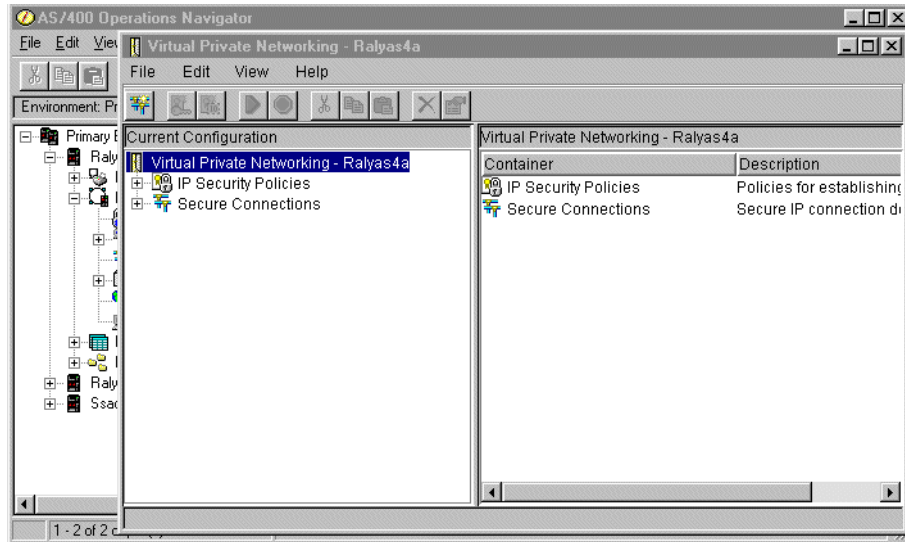 AS/400 Operations Navigator
File Edit View
Environment: Pr
Primary E
Raly
Raly
Ssad
1 - 2 of 2
Virtual Private Networking - Ralyas4a
File Edit View Help
Current Configuration
Virtual Private Networking - Ralyas4a
IP Security Policies
Secure Connections
Virtual Private Networking - Ralyas4a
Container Description
IP Security Policies Policies for establishing
Secure Connections Secure IP connection d